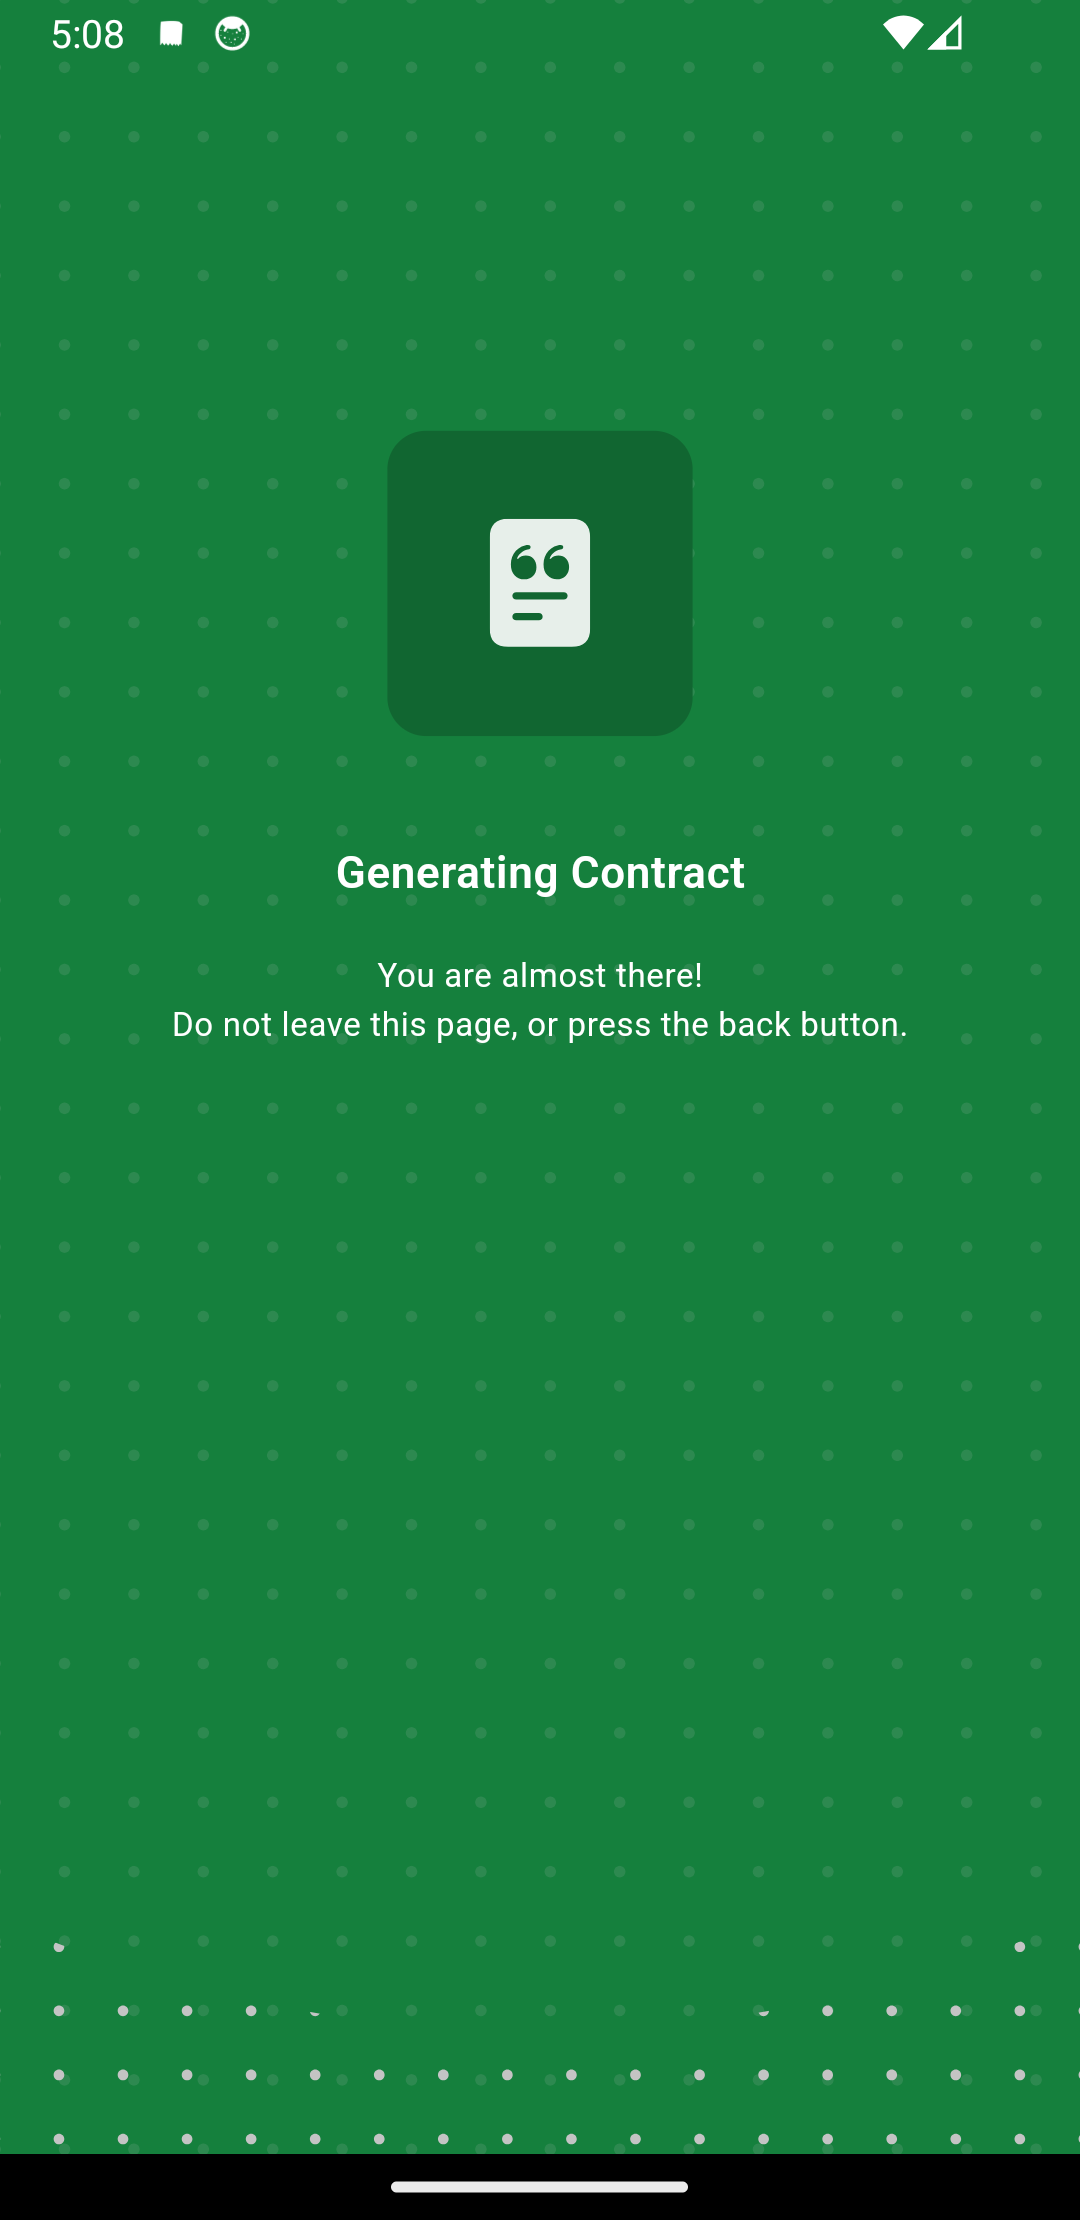 5:08
Generating Contract
You are almost there!
Do not leave this page, or press the back button.